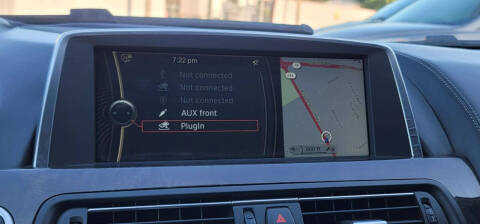 7:22 pm
Not connected
Not connected
Not connected
AUX front
PlugIn